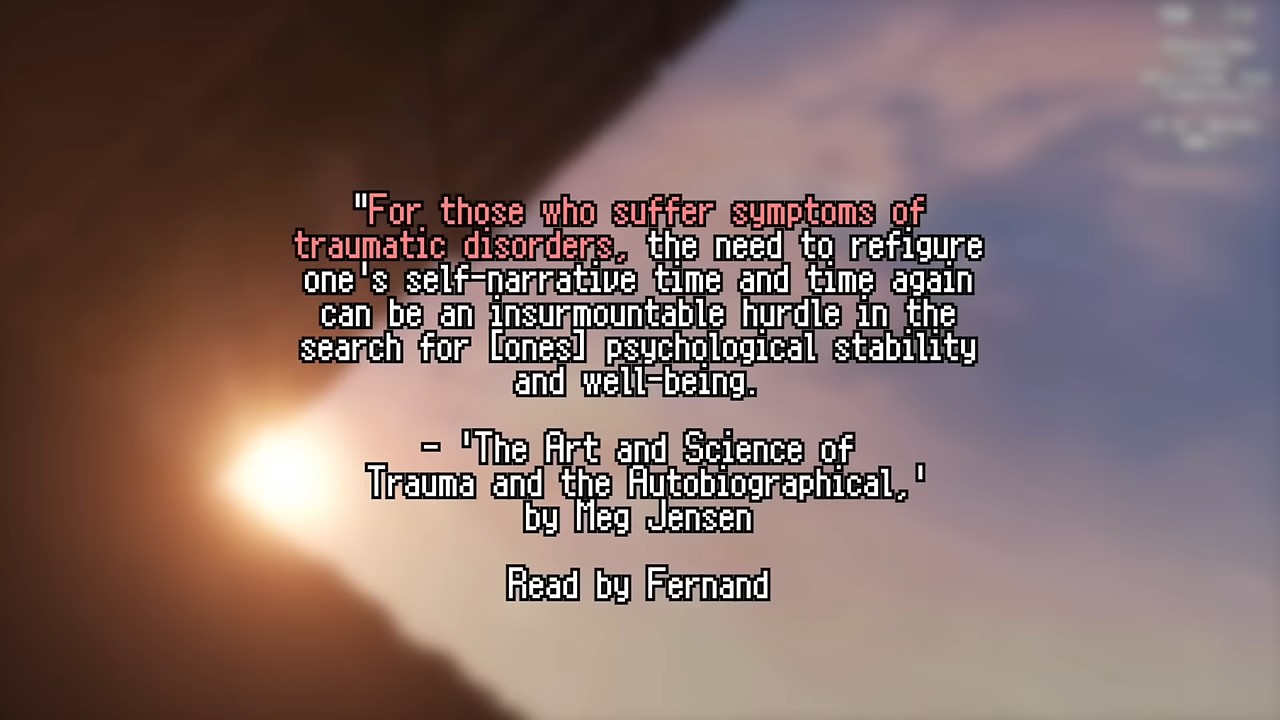 "For those who suffer symptoms of
traumatic disorders, the need to refigure
one's self-narrative time and time again
can be an insurmountable hurdle in the
search for [ones] psychological stability
and well-being.
- 'The Art and Science of
Trauma and the Autobiographical,'
by Meg Jensen
Read by Fernand